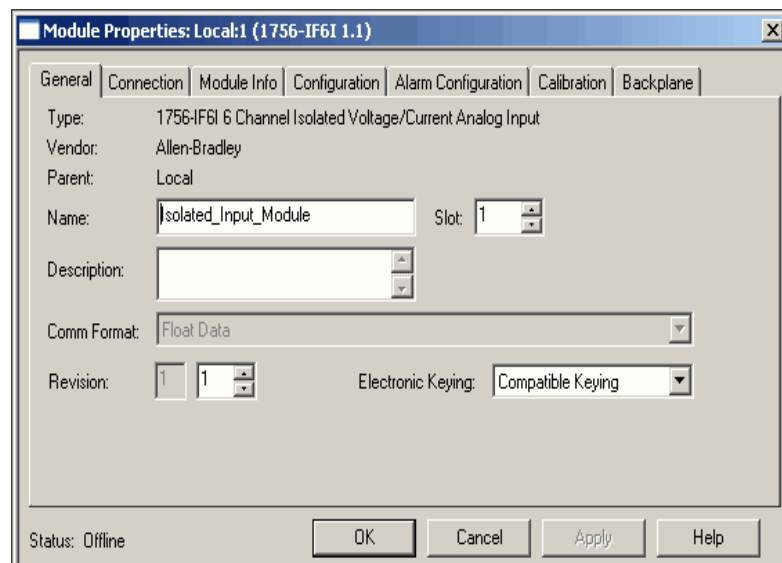 Module Properties: Local:1 (1756-IF6I 1.1)
General Connection Module Info Configuration Alarm Configuration Calibration Backplane
Type: 1756-IF6I 6 Channel Isolated Voltage/Current Analog Input
Vendor: Allen-Bradley
Parent: Local
Name: Isolated_Input_Module Slot: 1
Description:
Comm Format: Float Data
Revision: 1 1 Electronic Keying: Compatible Keying
Status: Offline OK Cancel Apply Help